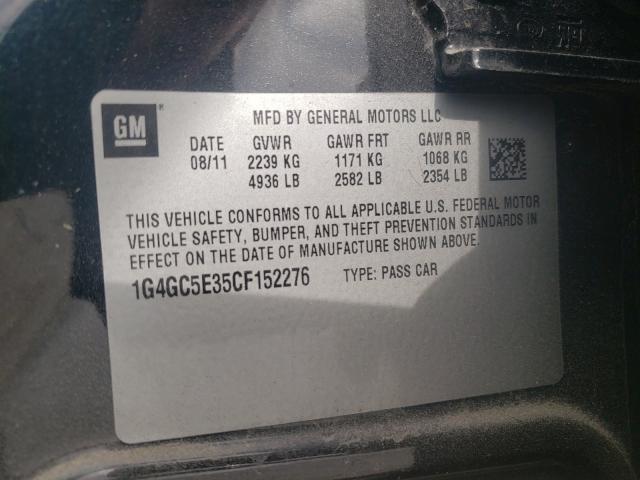 GM
MFD BY GENERAL MOTORS LLC
DATE GVWR GAWR FRT GAWR RR
08/11 2239 KG 1171 KG 1068 KG
4936 LB 2582 LB 2354 LB
THIS VEHICLE CONFORMS TO ALL APPLICABLE U.S. FEDERAL MOTOR
VEHICLE SAFETY, BUMPER, AND THEFT PREVENTION STANDARDS IN
EFFECT ON THE DATE OF MANUFACTURE SHOWN ABOVE.
1G4GC5E35CF152276 TYPE: PASS CAR